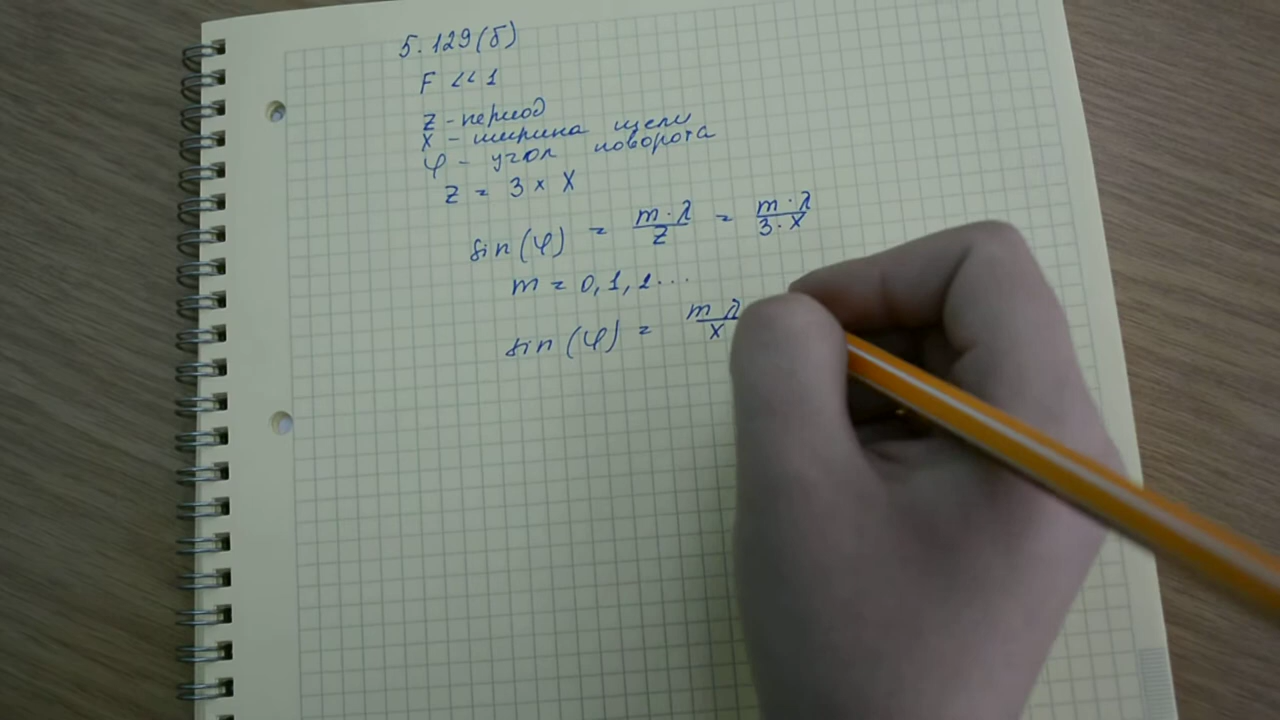 5.129(б)
F << 1
Z - период
X - ширина щели
φ - угол поворота
Z = 3 × X
sin(φ) = m·λ/Z = m·λ/3·X
m = 0, 1, 2...
sin(φ) = m λ/X